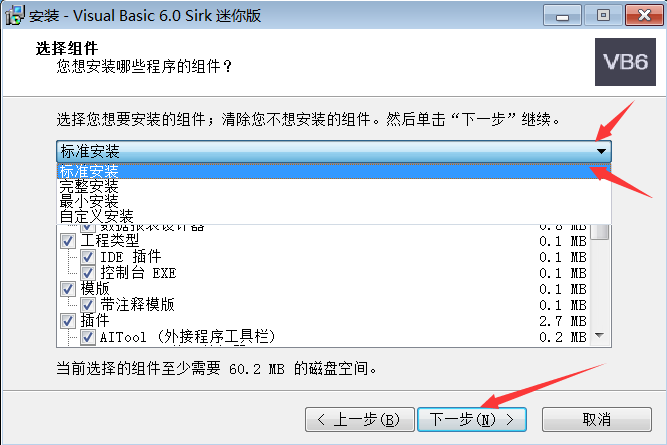 安装 - Visual Basic 6.0 Sirk 迷你版
选择组件
您想安装哪些程序的组件？
VB6
选择您想要安装的组件；清除您不想安装的组件。然后单击“下一步”继续。
标准安装
标准安装
完整安装
最小安装
自定义安装
数据报表设计器 0.8 MB
工程类型 0.1 MB
IDE 插件 0.1 MB
控制台 EXE 0.1 MB
模版 0.1 MB
带注释模版 0.1 MB
插件 2.7 MB
AITool (外接程序工具栏) 0.2 MB
当前选择的组件至少需要 60.2 MB 的磁盘空间。
< 上一步(B)
下一步(N) >
取消